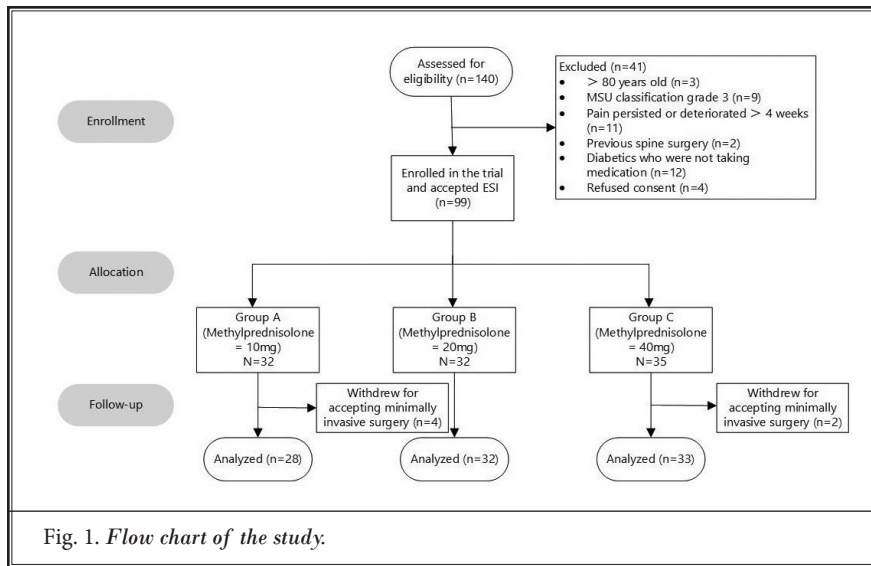 Assessed for
eligibility (n=140)
Excluded (n=41)
• > 80 years old (n=3)
• MSU classification grade 3 (n=9)
• Pain persisted or deteriorated > 4 weeks
(n=11)
• Previous spine surgery (n=2)
• Diabetics who were not taking
medication (n=12)
• Refused consent (n=4)
Enrollment
Enrolled in the trial
and accepted ESI
(n=99)
Allocation
Group A
(Methylprednisolone
= 10mg)
N=32
Group B
(Methylprednisolone
= 20mg)
N=32
Group C
(Methylprednisolone
= 40mg)
N=35
Follow-up
Withdrew for
accepting minimally
invasive surgery (n=4)
Withdrew for
accepting minimally
invasive surgery (n=2)
Analyzed (n=28)
Analyzed (n=32)
Analyzed (n=33)
Fig. 1. Flow chart of the study.